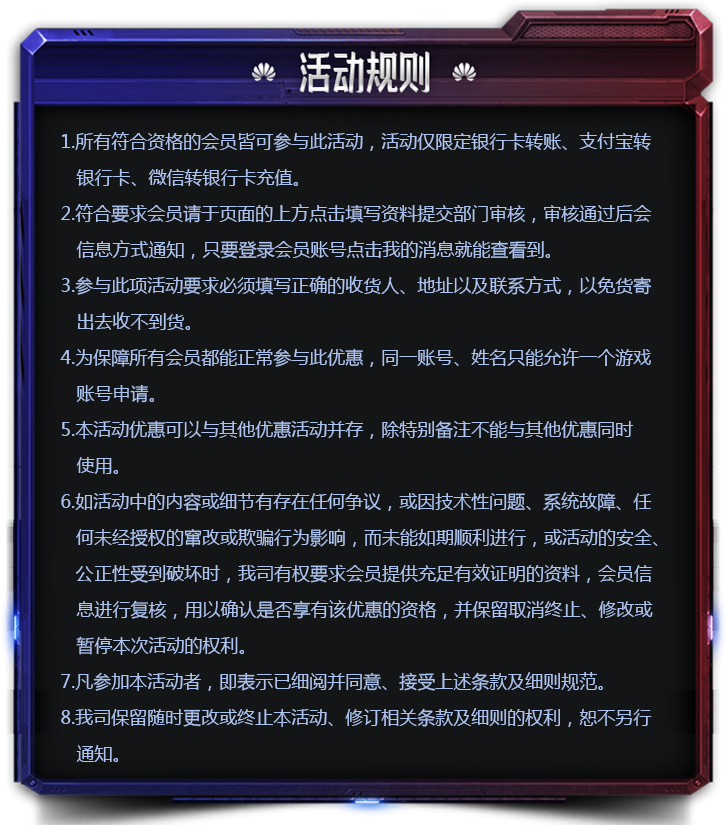 活动规则
1.所有符合资格的会员皆可参与此活动，活动仅限定银行卡转账、支付宝转
银行卡、微信转银行卡充值。
2.符合要求会员请于页面的上方点击填写资料提交部门审核，审核通过后会
信息方式通知，只要登录会员账号点击我的消息就能查看到。
3.参与此项活动要求必须填写正确的收货人、地址以及联系方式，以免货寄
出去收不到货。
4.为保障所有会员都能正常参与此优惠，同一账号、姓名只能允许一个游戏
账号申请。
5.本活动优惠可以与其他优惠活动并存，除特别备注不能与其他优惠同时
使用。
6.如活动中的内容或细节有存在任何争议，或因技术性问题、系统故障、任
何未经授权的窜改或欺骗行为影响，而未能如期顺利进行，或活动的安全、
公正性受到破坏时，我司有权要求会员提供充足有效证明的资料，会员信
息进行复核，用以确认是否享有该优惠的资格，并保留取消终止、修改或
暂停本次活动的权利。
7.凡参加本活动者，即表示已细阅并同意、接受上述条款及细则规范。
8.我司保留随时更改或终止本活动、修订相关条款及细则的权利，恕不另行
通知。